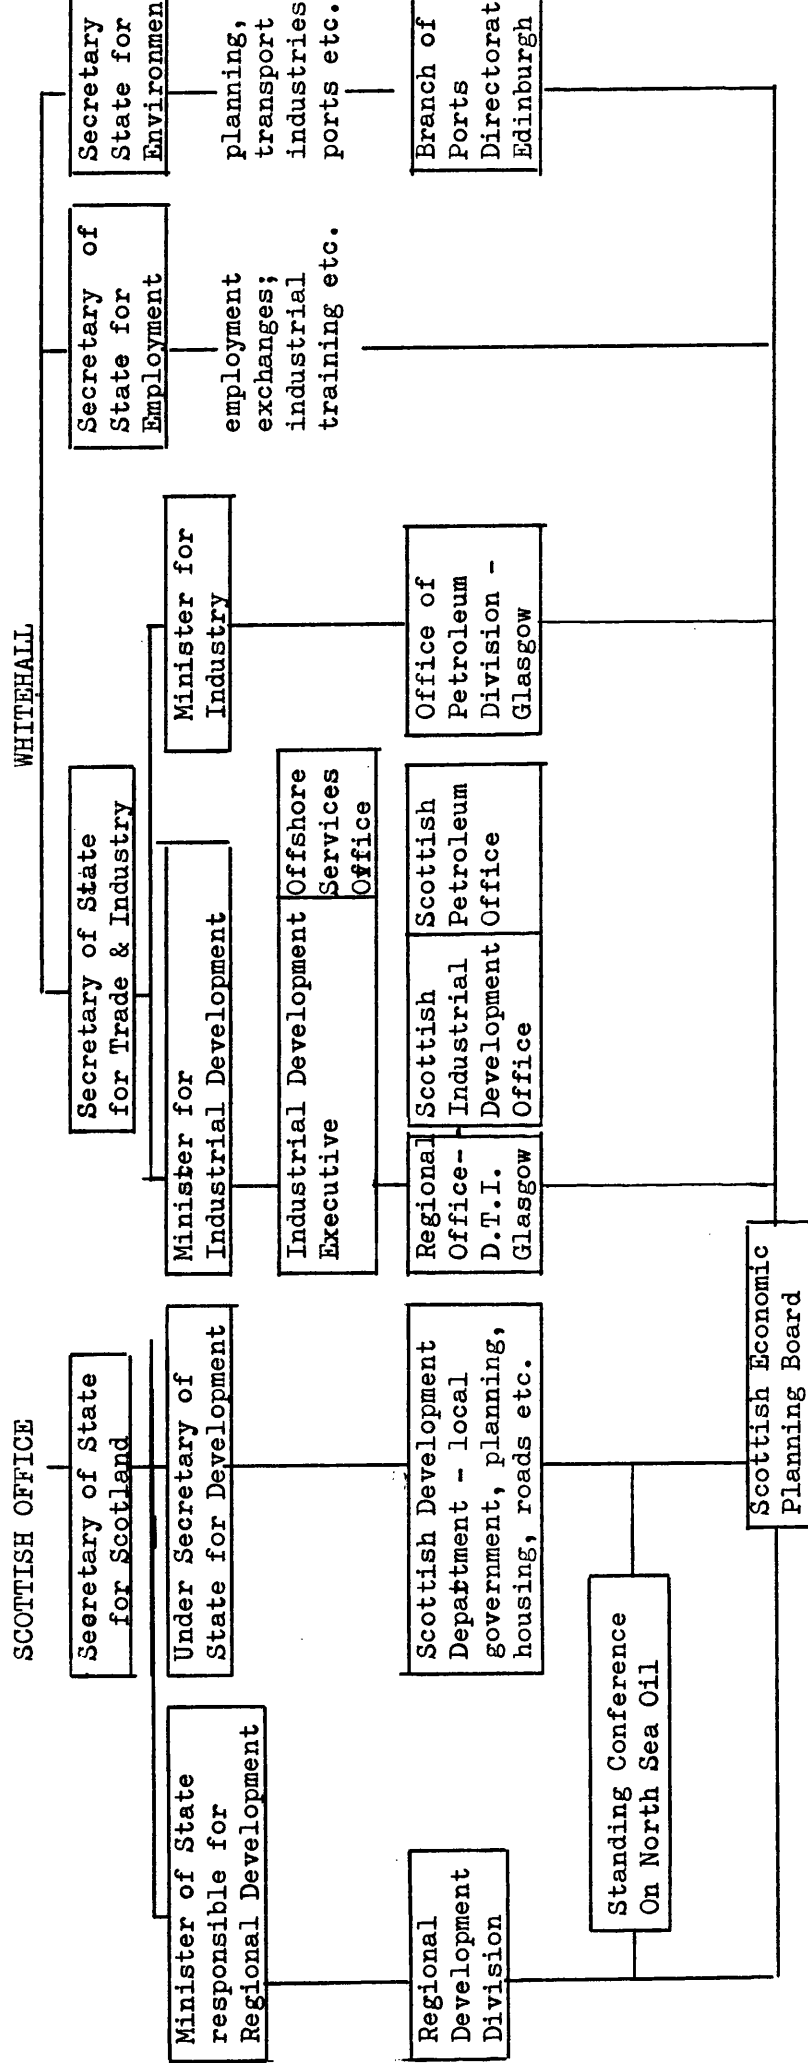 SCOTTISH OFFICE
WHITEHALL
Secretary of State
for Scotland
Secretary of State
for Trade & Industry
Secretary of
State for
Employment
Secretary
State for
Environmen
Minister of State
responsible for
Regional Development
Under Secretary of
State for Development
Minister for
Industrial Development
Minister for
Industry
employment
exchanges;
industrial
training etc.
planning,
transport
industries
ports etc.
Industrial Development
Executive
Offshore
Services
Office
Regional
Development
Division
Scottish Development
Department - local
government, planning,
housing, roads etc.
Regional
Office-
D.T.I.
Glasgow
Scottish
Industrial
Development
Office
Scottish
Petroleum
Office
Office of
Petroleum
Division -
Glasgow
Branch of
Ports
Directorat
Edinburgh
Standing Conference
On North Sea Oil
Scottish Economic
Planning Board